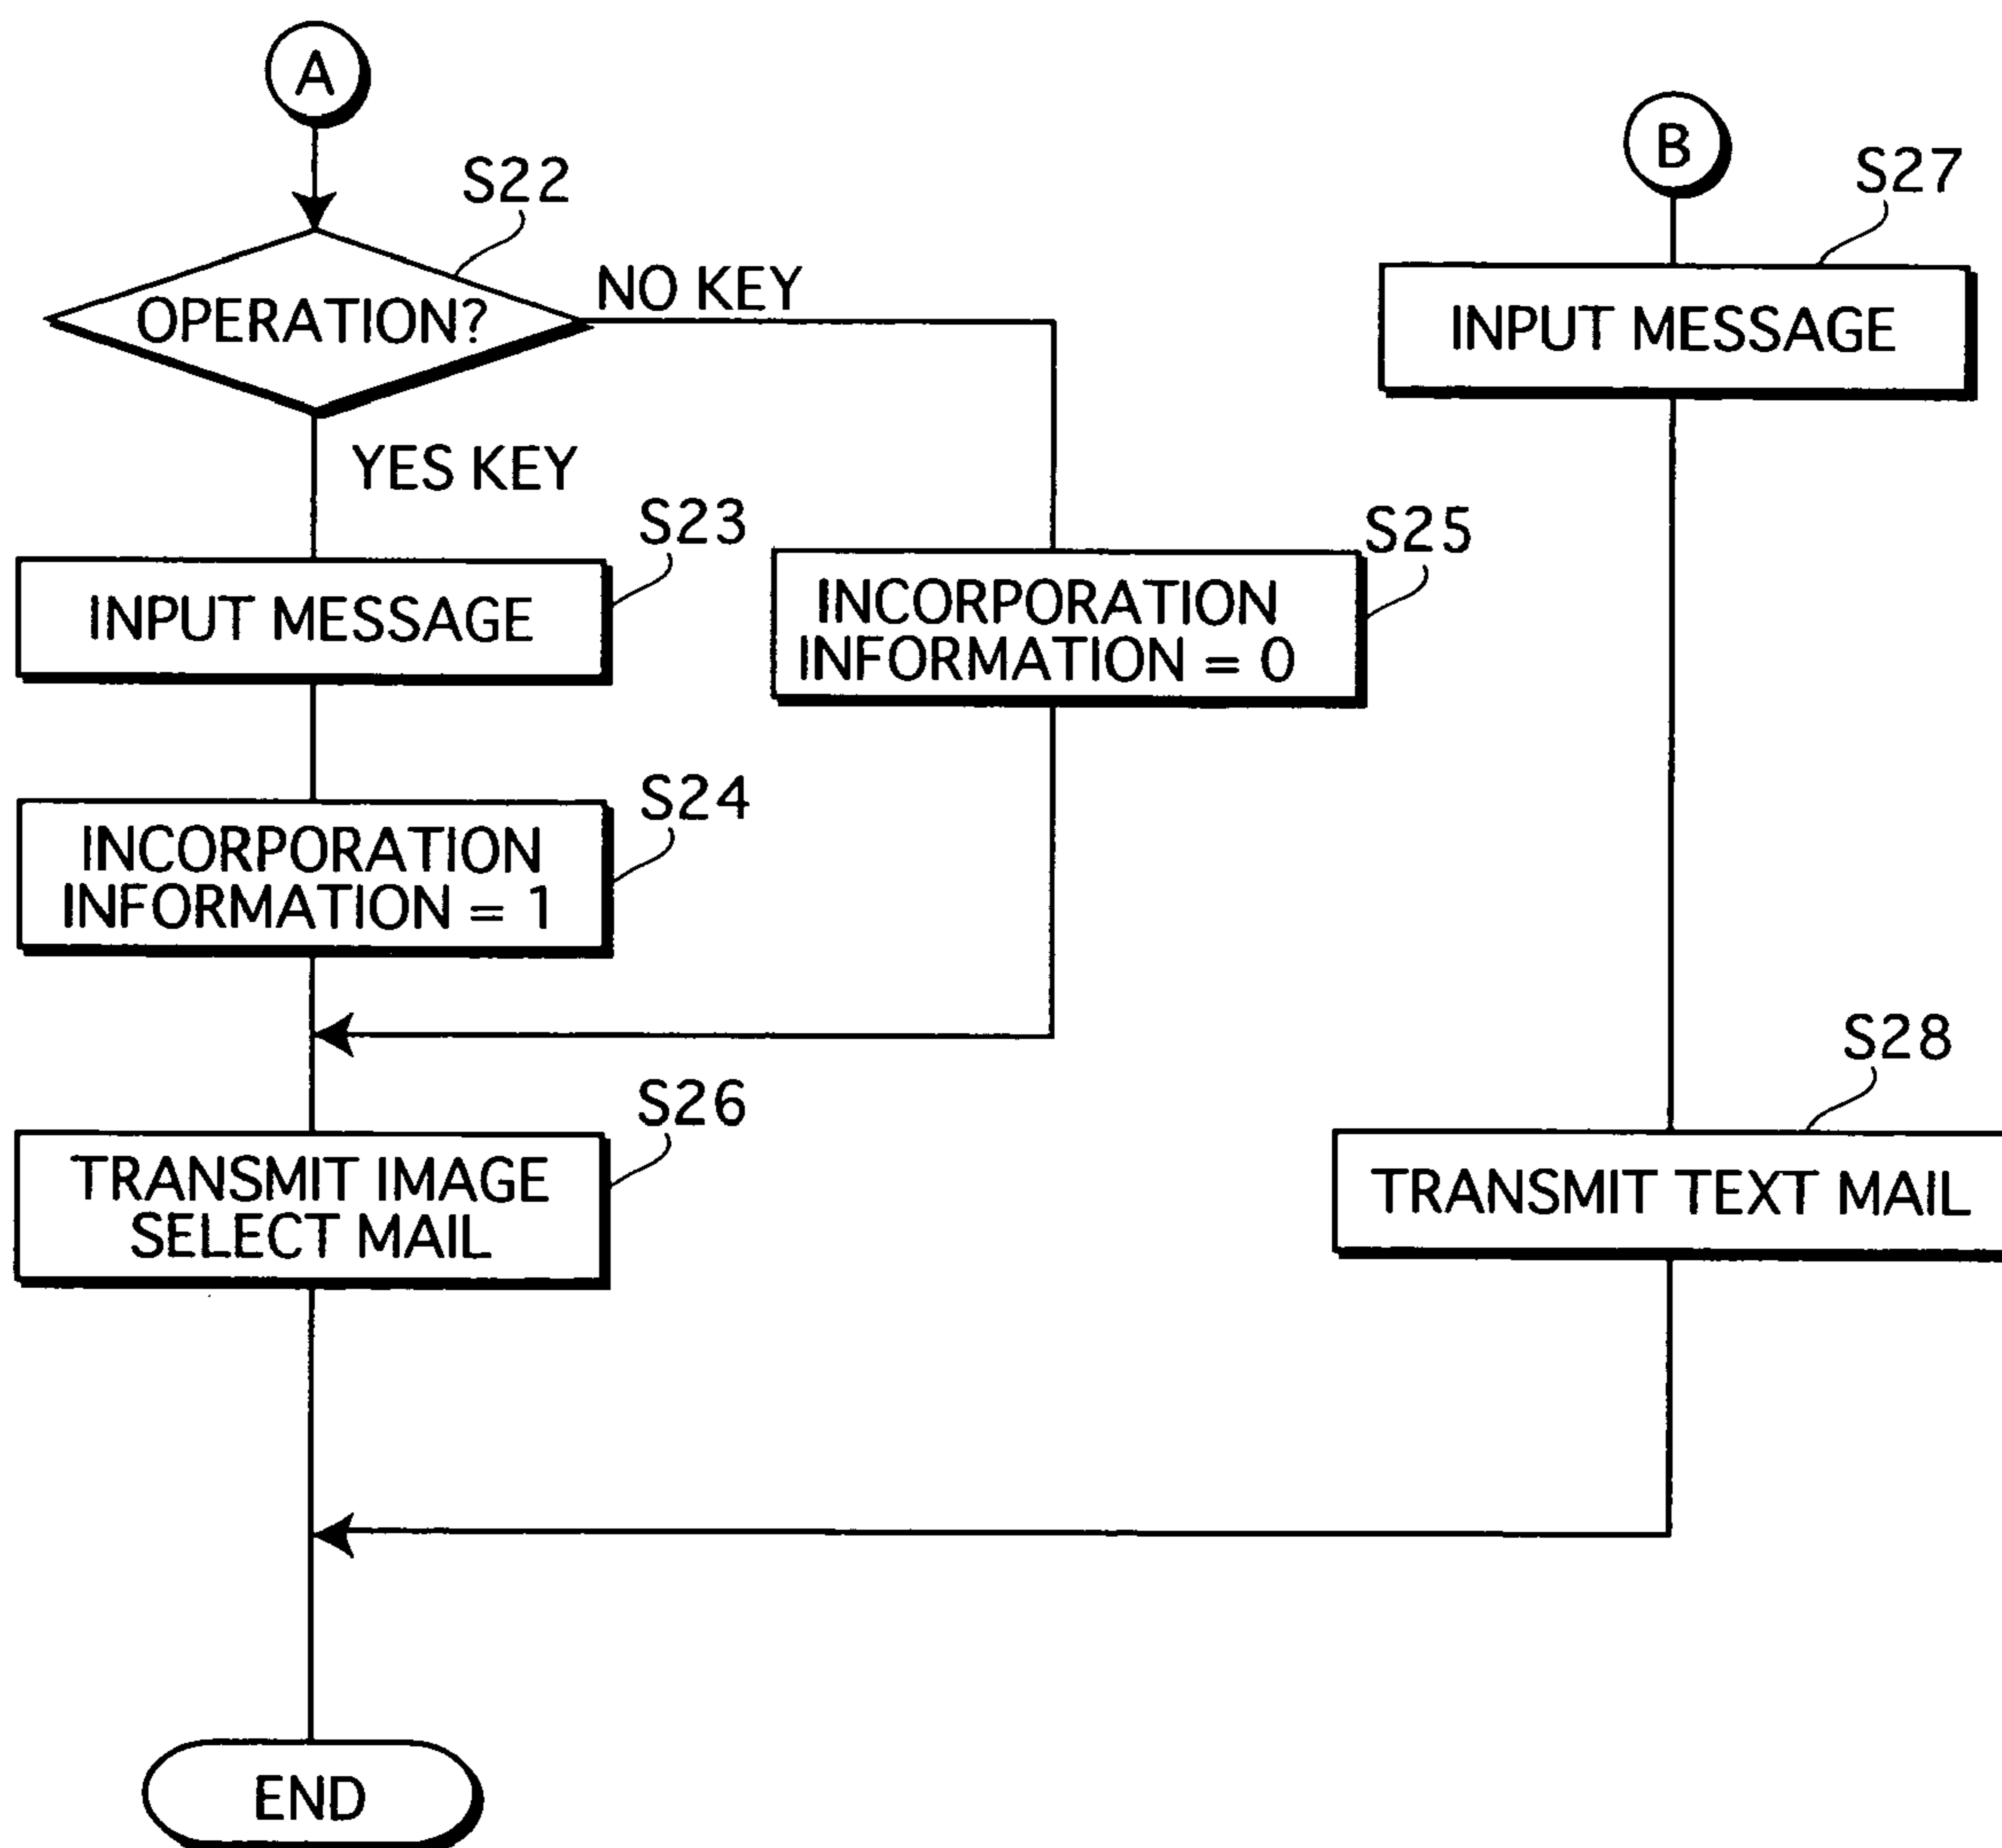 A
B
S22
S27
OPERATION?
NO KEY
INPUT MESSAGE
YES KEY
S23
S25
INPUT MESSAGE
INCORPORATION
INFORMATION = 0
S24
INCORPORATION
INFORMATION = 1
S28
S26
TRANSMIT IMAGE
SELECT MAIL
TRANSMIT TEXT MAIL
END